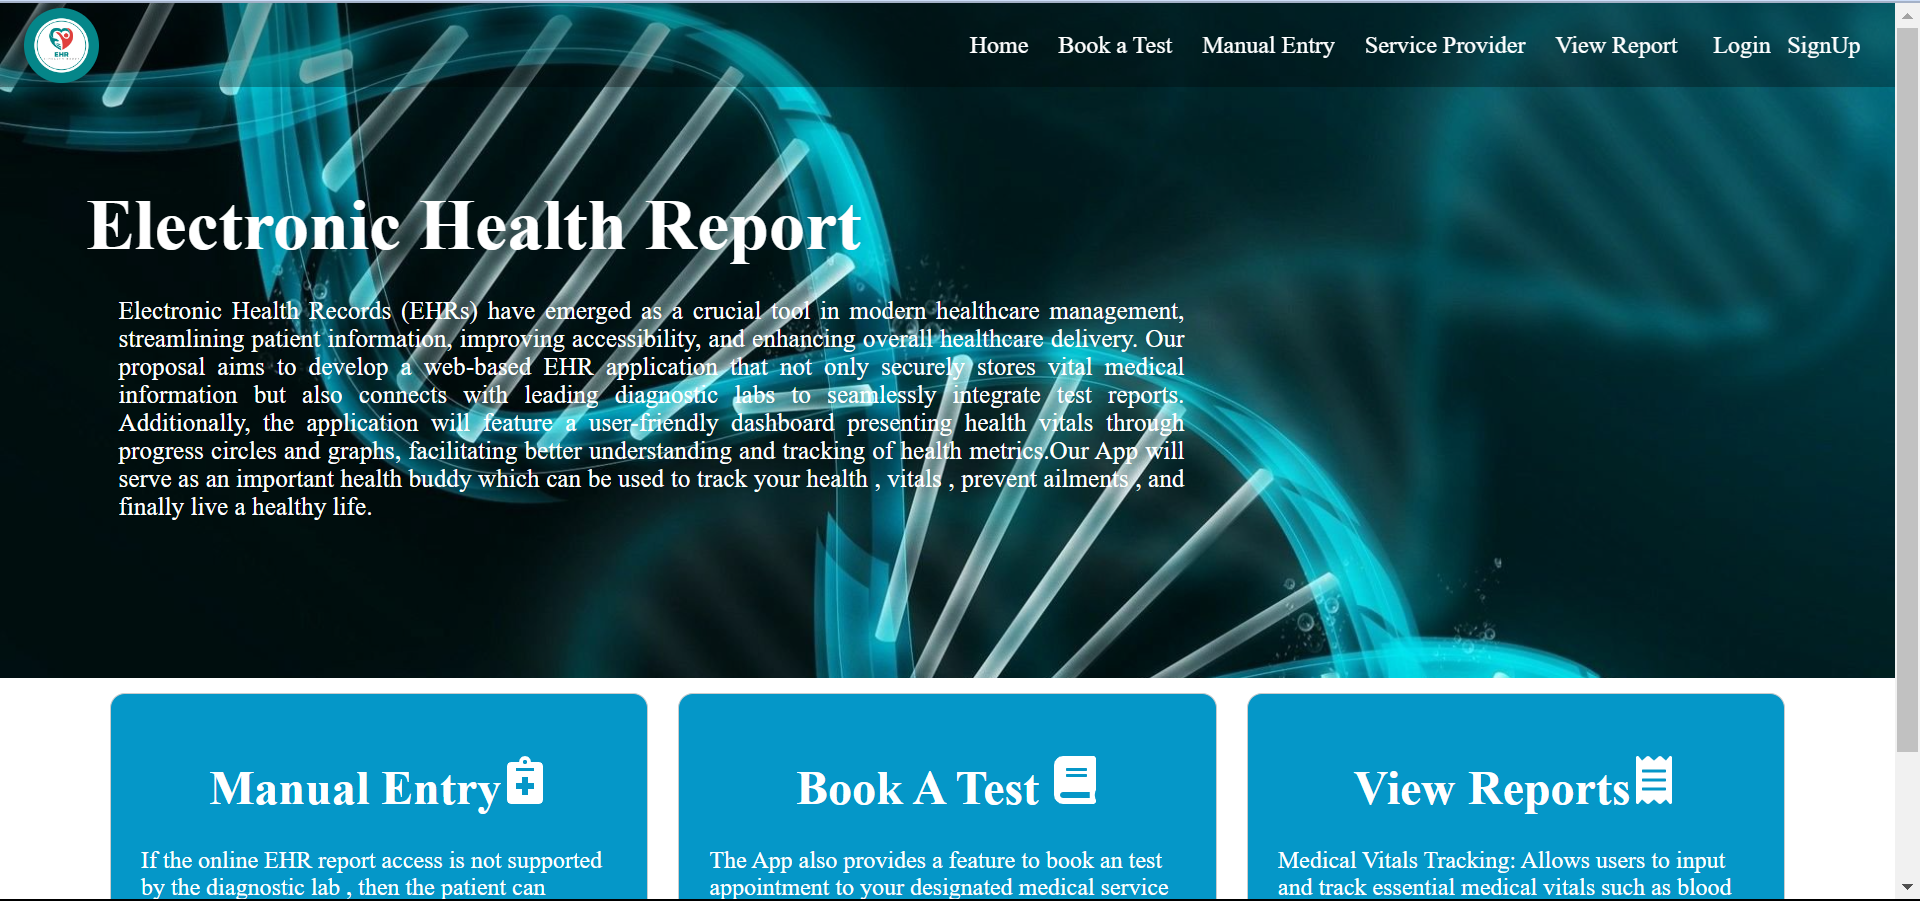 EHR
Home Book a Test Manual Entry Service Provider View Report Login SignUp
Electronic Health Report
Electronic Health Records (EHRs) have emerged as a crucial tool in modern healthcare management,
streamlining patient information, improving accessibility, and enhancing overall healthcare delivery. Our
proposal aims to develop a web-based EHR application that not only securely stores vital medical
information but also connects with leading diagnostic labs to seamlessly integrate test reports.
Additionally, the application will feature a user-friendly dashboard presenting health vitals through
progress circles and graphs, facilitating better understanding and tracking of health metrics.Our App will
serve as an important health buddy which can be used to track your health , vitals , prevent ailments , and
finally live a healthy life.
Manual Entry
If the online EHR report access is not supported
by the diagnostic lab , then the patient can
Book A Test
The App also provides a feature to book an test
appointment to your designated medical service
View Reports
Medical Vitals Tracking: Allows users to input
and track essential medical vitals such as blood